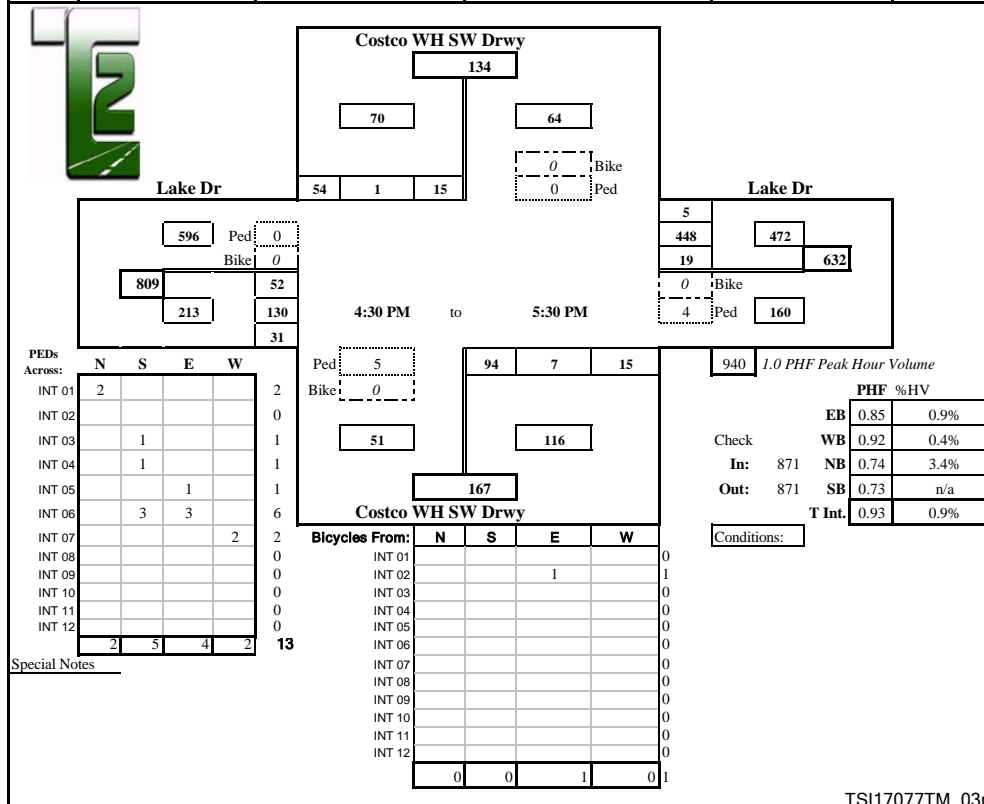 T2
Costco WH SW Drwy
134
70 64
0 Bike
0 Ped
54 1 15
Lake Dr
Lake Dr
596 Ped 0
Bike 0
809 52
213 130
31
5
448 472
19 632
0 Bike
4 Ped 160
4:30 PM to 5:30 PM
Ped 5
Bike 0
94 7 15
51 116
167
Costco WH SW Drwy
940 1.0 PHF Peak Hour Volume
PHF %HV
EB 0.85 0.9%
Check WB 0.92 0.4%
In: 871 NB 0.74 3.4%
Out: 871 SB 0.73 n/a
T Int. 0.93 0.9%
Conditions:
PEDs
Across: N S E W
INT 01 2 2
INT 02 0
INT 03 1 1
INT 04 1 1
INT 05 1 1
INT 06 3 3 6
INT 07 2 2
INT 08 0
INT 09 0
INT 10 0
INT 11 0
INT 12 0
2 5 4 2 13
Special Notes
Bicycles From: N S E W
INT 01 0
INT 02 1 1
INT 03 0
INT 04 0
INT 05 0
INT 06 0
INT 07 0
INT 08 0
INT 09 0
INT 10 0
INT 11 0
INT 12 0
0 0 1 0 1